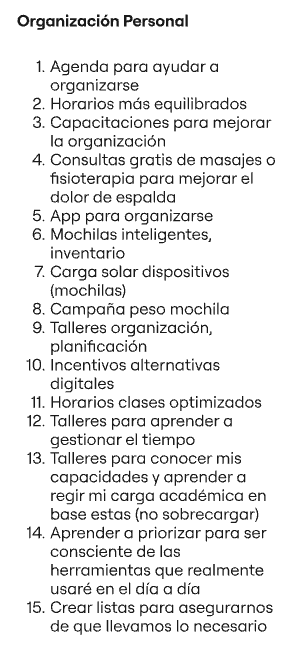 Organización Personal
1. Agenda para ayudar a
organizarse
2. Horarios más equilibrados
3. Capacitaciones para mejorar
la organización
4. Consultas gratis de masajes o
fisioterapia para mejorar el
dolor de espalda
5. App para organizarse
6. Mochilas inteligentes,
inventario
7. Carga solar dispositivos
(mochilas)
8. Campaña peso mochila
9. Talleres organización,
planificación
10. Incentivos alternativas
digitales
11. Horarios clases optimizados
12. Talleres para aprender a
gestionar el tiempo
13. Talleres para conocer mis
capacidades y aprender a
regir mi carga académica en
base estas (no sobrecargar)
14. Aprender a priorizar para ser
consciente de las
herramientas que realmente
usaré en el día a día
15. Crear listas para asegurarnos
de que llevamos lo necesario